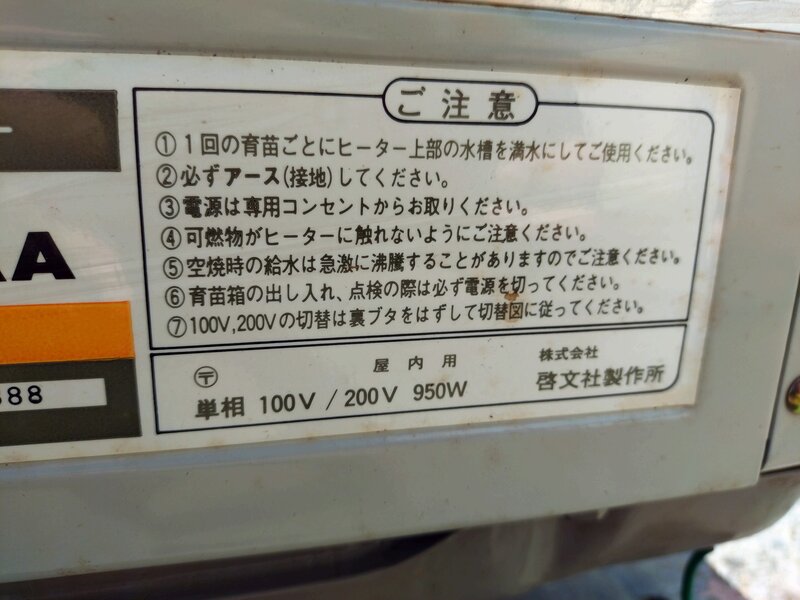 ご注意
①1回の育苗ごとにヒーター上部の水槽を満水にしてご使用ください。
②必ずアース(接地)してください。
③電源は専用コンセントからお取りください。
④可燃物がヒーターに触れないようにご注意ください。
⑤空焼時の給水は急激に沸騰することがありますのでご注意ください。
⑥育苗箱の出し入れ、点検の際は必ず電源を切ってください。
⑦100V,200Vの切替は裏ブタをはずして切替図に従ってください。
〒 屋内用 株式会社
単相 100V / 200V 950W 啓文社製作所
AA
88